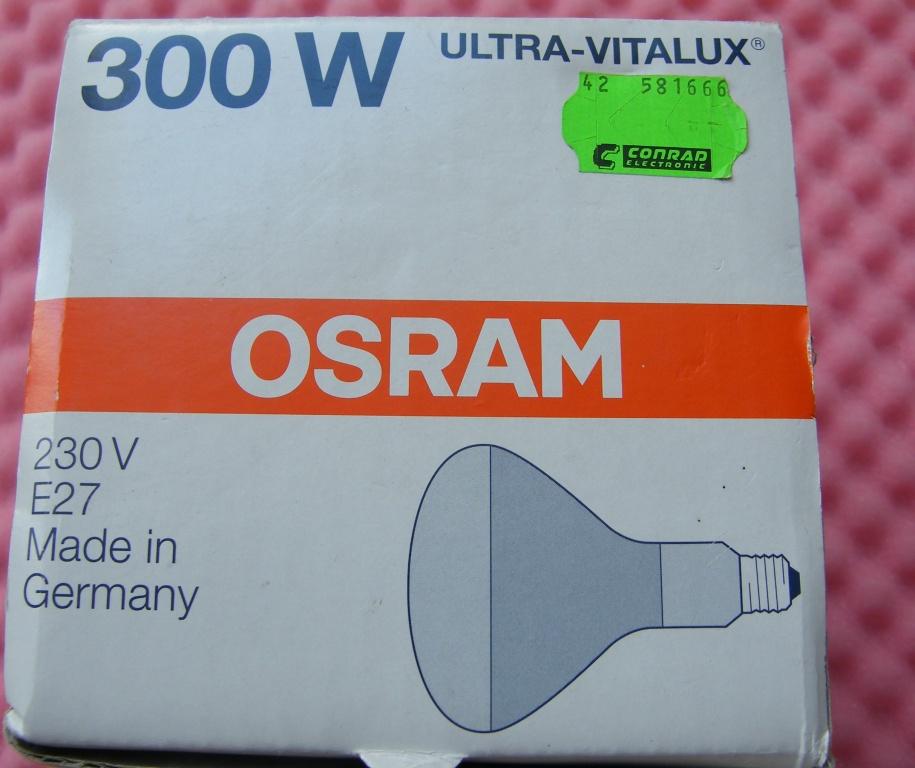 300 W ULTRA-VITALUX®
42 581666
CONRAD
ELECTRONIC
OSRAM
230 V
E27
Made in
Germany